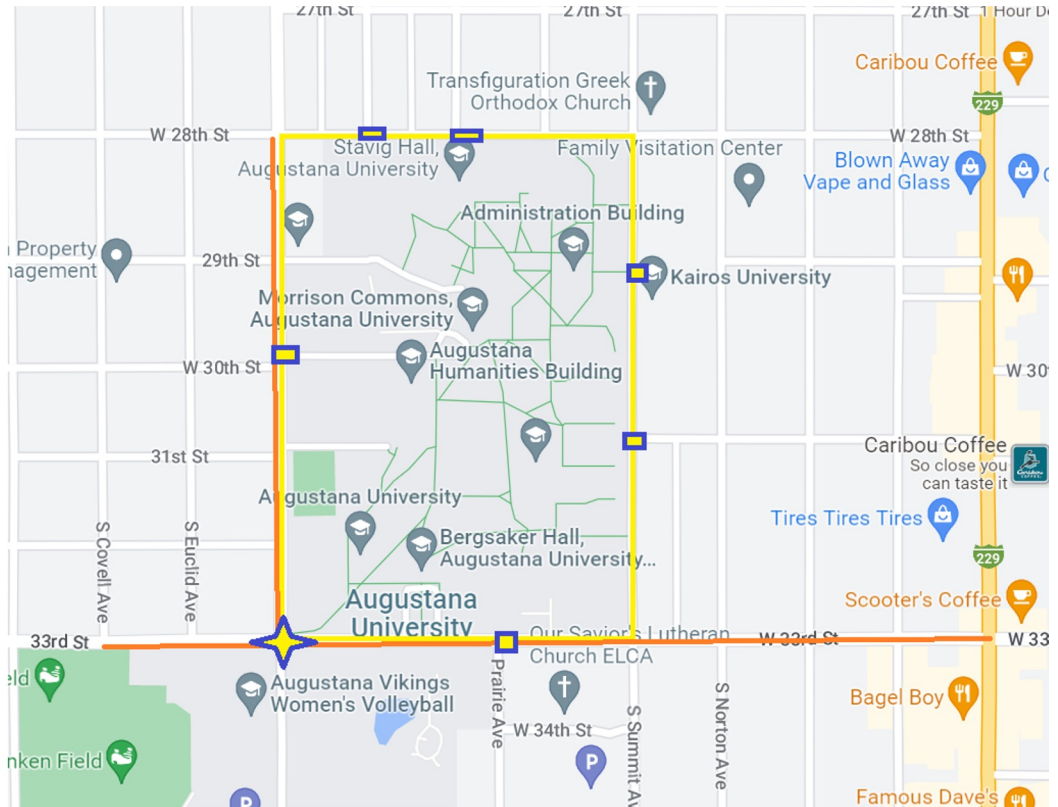 27th St
27th St
27th St
1 Hour
Caribou Coffee
Transfiguration Greek
Orthodox Church
229
W 28th St
W 28th St
Stavig Hall,
Augustana University
Family Visitation Center
Blown Away
Vape and Glass
Administration Building
n Property
nagement
29th St
Kairos University
Morrison Commons,
Augustana University
Augustana
Humanities Building
W 30th St
W 30t
31st St
Caribou Coffee
So close you
can taste it
CARIBOU
COFFEE
Augustana University
Tires Tires Tires
S Covell Ave
S Euclid Ave
Bergsaker Hall,
Augustana University...
229
Augustana
University
Scooter's Coffee
33rd St
Our Savior's Lutheran
Church ELCA
W 33rd St
W 33
eld
Augustana Vikings
Women's Volleyball
Prairie Ave
S Summit Av
S Norton Ave
Bagel Boy
W 34th St
nken Field
P
P
Famous Dave's